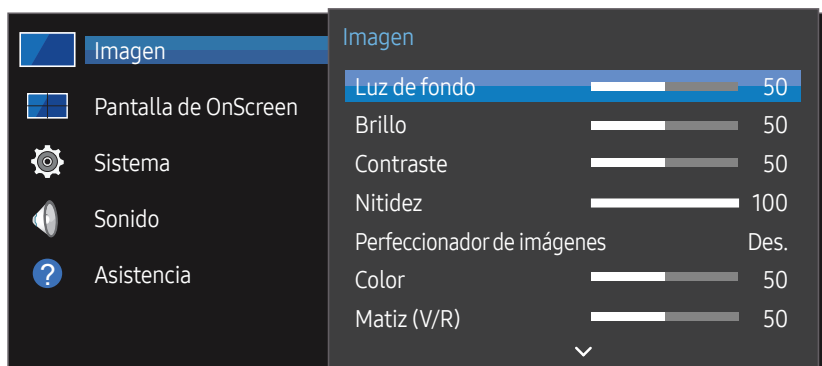 Imagen
Pantalla de OnScreen
Sistema
Sonido
Asistencia
Imagen
Luz de fondo 50
Brillo 50
Contraste 50
Nitidez 100
Perfeccionador de imágenes Des.
Color 50
Matiz (V/R) 50